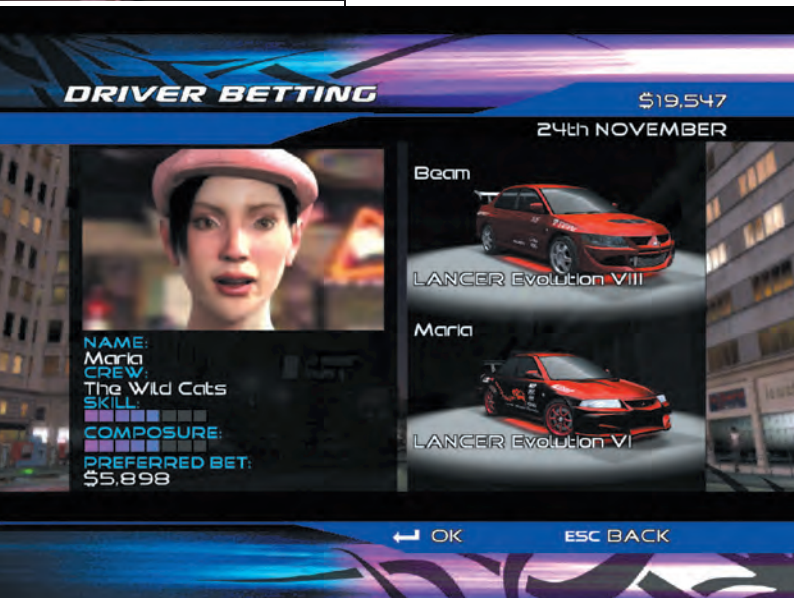 DRIVER BETTING
$19,547
24th NOVEMBER
Beam
LANCER Evolution VIII
Maria
LANCER Evolution VI
NAME:
Maria
CREW:
The Wild Cats
SKILL:
COMPOSURE:
PREFERRED BET:
$5,898
OK
ESC BACK